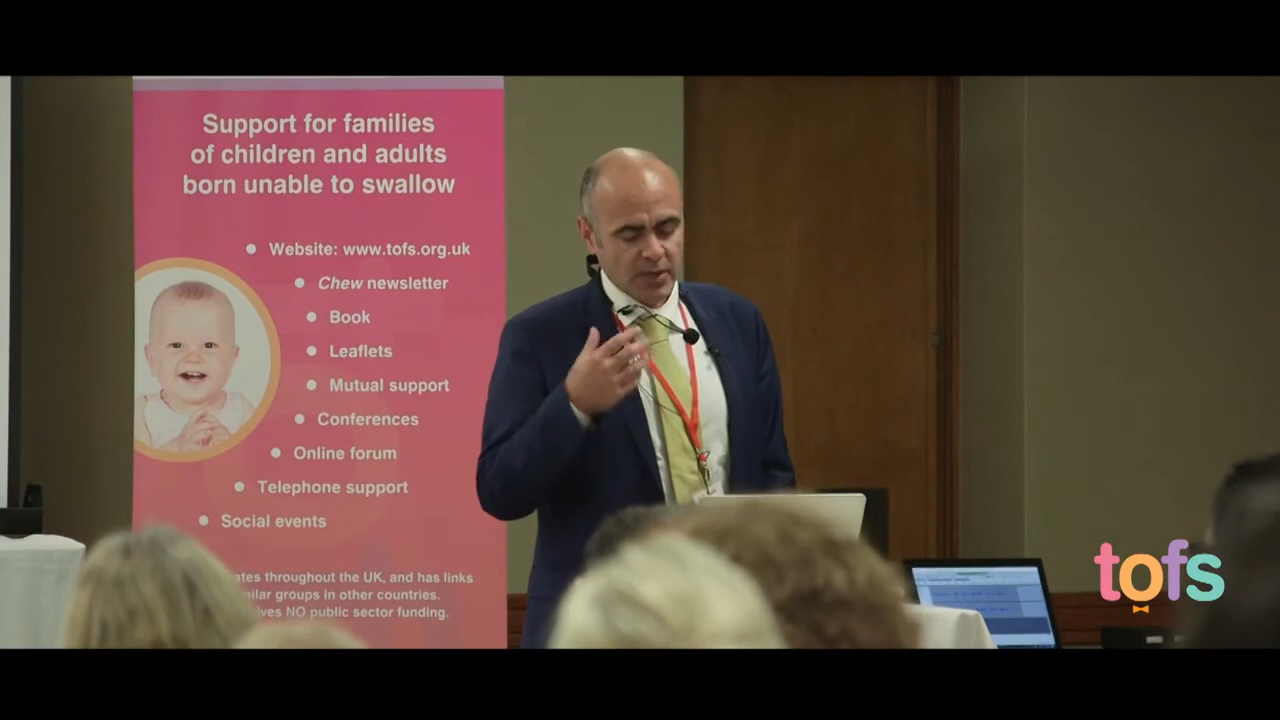 Support for families
of children and adults
born unable to swallow
Website: www.tofs.org.uk
Chew newsletter
Book
Leaflets
Mutual support
Conferences
Online forum
Telephone support
Social events
throughout the UK, and has links
groups in other countries.
NO public sector funding.
tofs